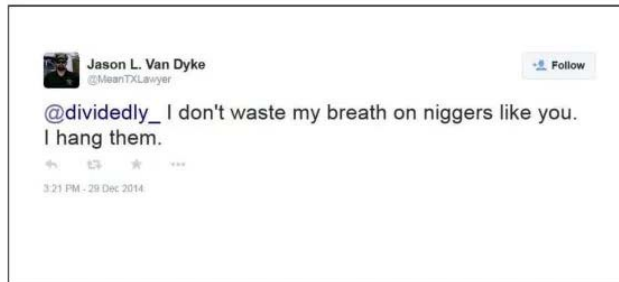 Jason L. Van Dyke
@MeanTXLawyer
Follow
@dividedly_ I don't waste my breath on niggers like you.
I hang them.
3:21 PM - 29 Dec 2014